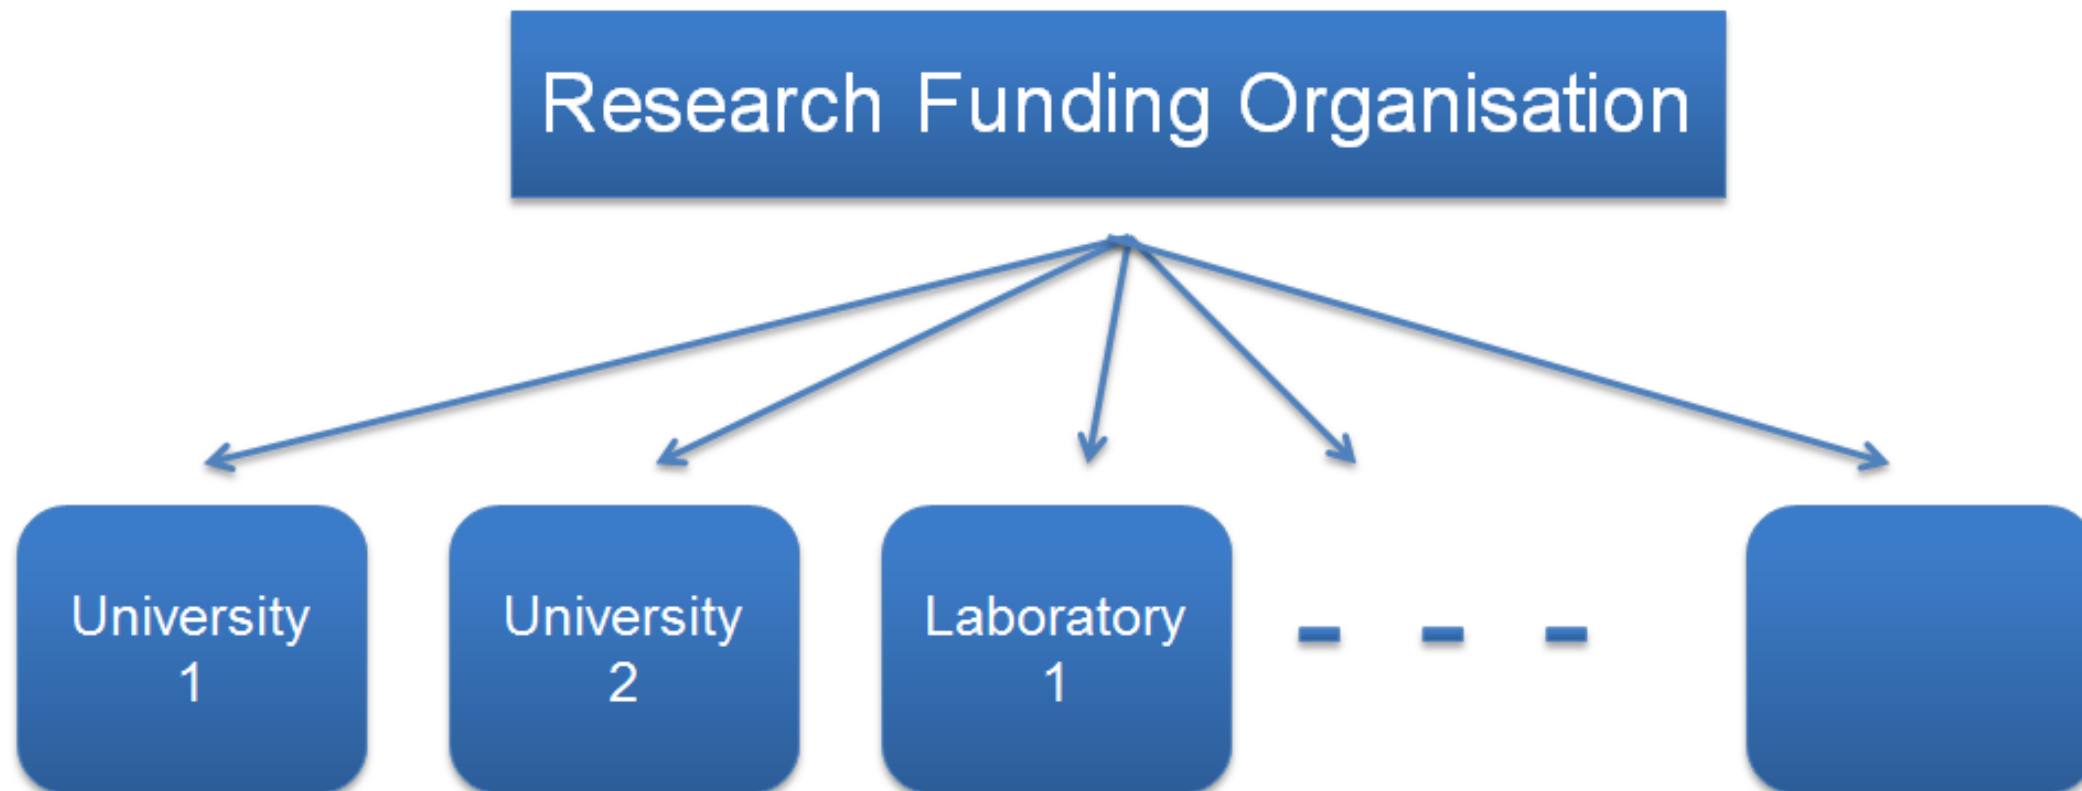 Research Funding Organisation
University
1
University
2
Laboratory
1